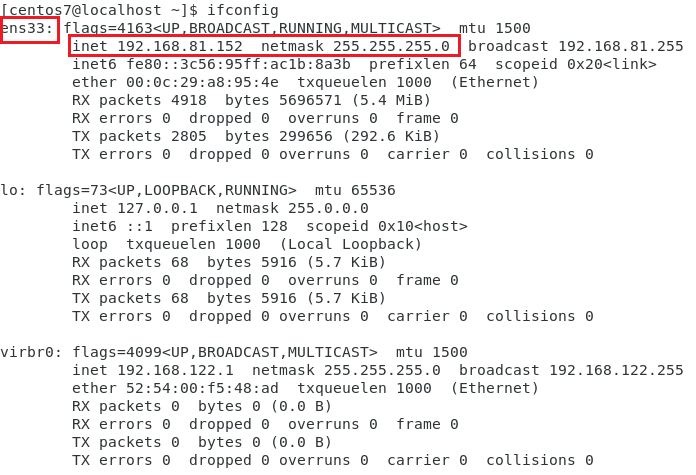 [centos7@localhost ~]$ ifconfig
ens33: flags=4163<UP,BROADCAST,RUNNING,MULTICAST>  mtu 1500
        inet 192.168.81.152  netmask 255.255.255.0  broadcast 192.168.81.255
        inet6 fe80::3c56:95ff:ac1b:8a3b  prefixlen 64  scopeid 0x20<link>
        ether 00:0c:29:a8:95:4e  txqueuelen 1000  (Ethernet)
        RX packets 4918  bytes 5696571 (5.4 MiB)
        RX errors 0  dropped 0  overruns 0  frame 0
        TX packets 2805  bytes 299656 (292.6 KiB)
        TX errors 0  dropped 0 overruns 0  carrier 0  collisions 0

lo: flags=73<UP,LOOPBACK,RUNNING>  mtu 65536
        inet 127.0.0.1  netmask 255.0.0.0
        inet6 ::1  prefixlen 128  scopeid 0x10<host>
        loop  txqueuelen 1000  (Local Loopback)
        RX packets 68  bytes 5916 (5.7 KiB)
        RX errors 0  dropped 0  overruns 0  frame 0
        TX packets 68  bytes 5916 (5.7 KiB)
        TX errors 0  dropped 0 overruns 0  carrier 0  collisions 0

virbr0: flags=4099<UP,BROADCAST,MULTICAST>  mtu 1500
        inet 192.168.122.1  netmask 255.255.255.0  broadcast 192.168.122.255
        ether 52:54:00:f5:48:ad  txqueuelen 1000  (Ethernet)
        RX packets 0  bytes 0 (0.0 B)
        RX errors 0  dropped 0  overruns 0  frame 0
        TX packets 0  bytes 0 (0.0 B)
        TX errors 0  dropped 0 overruns 0  carrier 0  collisions 0